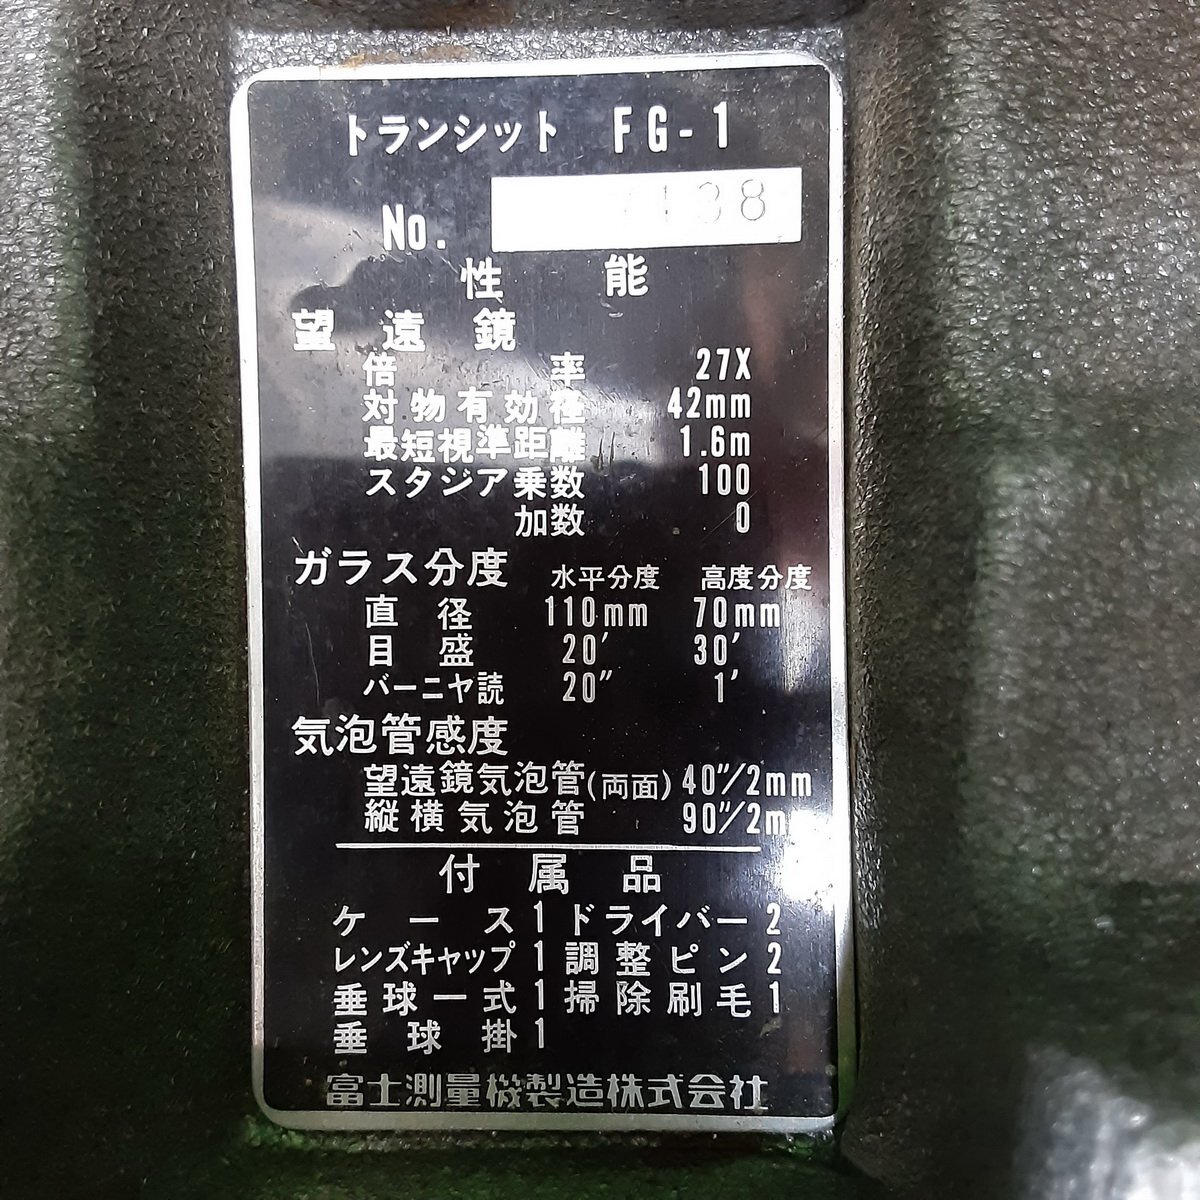 トランシット FG-1
No. 7138
性能
望遠鏡
倍率 27X
対物有効径 42mm
最短視準距離 1.6m
スタジア乗数 100
加数 0
ガラス分度 水平分度 高度分度
直径 110mm 70mm
目盛 20′ 30′
バーニヤ読 20″ 1′
気泡管感度
望遠鏡気泡管(両面) 40″/2mm
縦横気泡管 90″/2mm
付属品
ケース 1 ドライバー 2
レンズキャップ 1 調整ピン 2
垂球一式 1 掃除刷毛 1
垂球掛 1
富士測量機製造株式会社